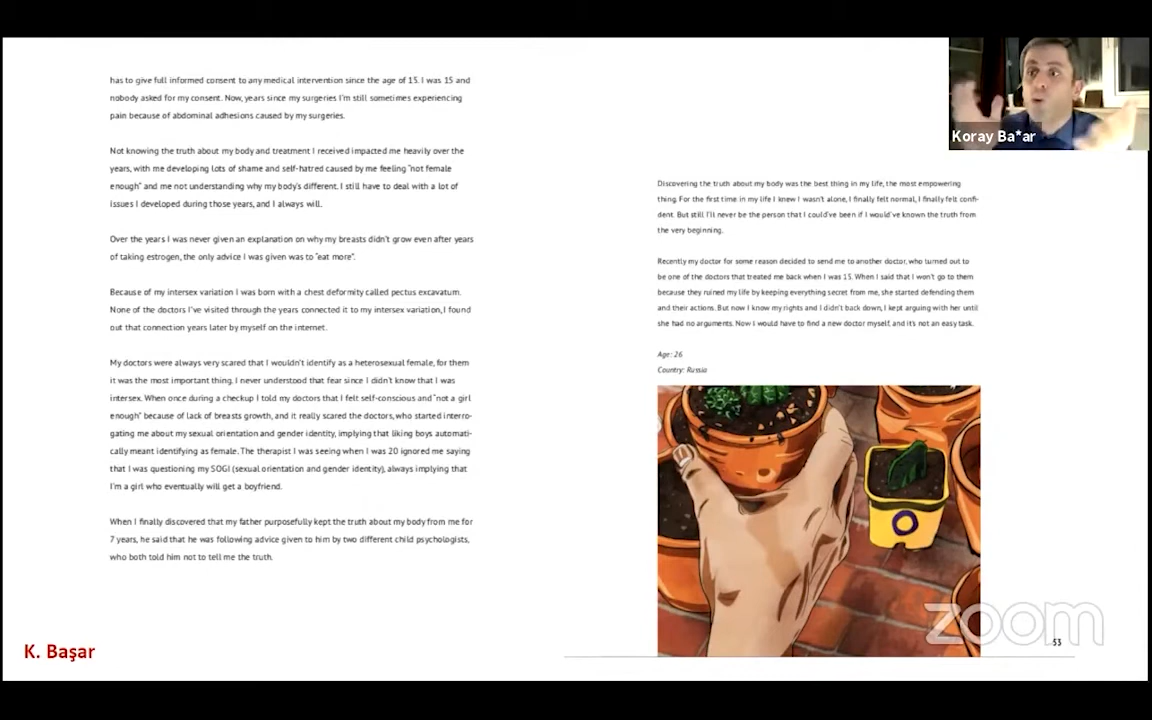 has to give full informed consent to any medical intervention since the age of 15. I was 15 and
nobody asked for my consent. Now, years since my surgeries I'm still sometimes experiencing
pain because of abdominal adhesions caused by my surgeries.
Not knowing the truth about my body and treatment I received impacted me heavily over the
years, with me developing lots of shame and self-hatred caused by me feeling "not female
enough" and me not understanding why my body's different. I still have to deal with a lot of
issues I developed during those years, and I always will.
Over the years I was never given an explanation on why my breasts didn't grow even after years
of taking estrogen, the only advice I was given was to "eat more".
Because of my intersex variation I was born with a chest deformity called pectus excavatum.
None of the doctors I've visited through the years connected it to my intersex variation, I found
out that connection years later by myself on the internet.
My doctors were always very scared that I wouldn't identify as a heterosexual female, for them
it was the most important thing. I never understood that fear since I didn't know that I was
intersex. When once during a checkup I told my doctors that I felt self-conscious and "not a girl
enough" because of lack of breasts growth, and it really scared the doctors, who started interro-
gating me about my sexual orientation and gender identity, implying that liking boys automati-
cally meant identifying as female. The therapist I was seeing when I was 20 ignored me saying
that I was questioning my SOGI (sexual orientation and gender identity), always implying that
I'm a girl who eventually will get a boyfriend.
When I finally discovered that my father purposefully kept the truth about my body from me for
7 years, he said that he was following advice given to him by two different child psychologists,
who both told him not to tell me the truth.
K. Başar
Koray Ba*ar
Discovering the truth about my body was the best thing in my life, the most empowering
thing. For the first time in my life I knew I wasn't alone, I finally felt normal, I finally felt confi-
dent. But still I'll never be the person that I could've been if I would've known the truth from
the very beginning.
Recently my doctor for some reason decided to send me to another doctor, who turned out to
be one of the doctors that treated me back when I was 15. When I said that I won't go to them
because they ruined my life by keeping everything secret from me, she started defending them
and their actions. But now I know my rights and I didn't back down, I kept arguing with her until
she had no arguments. Now I would have to find a new doctor myself, and it's not an easy task.
Age: 26
Country: Russia
zoom
53